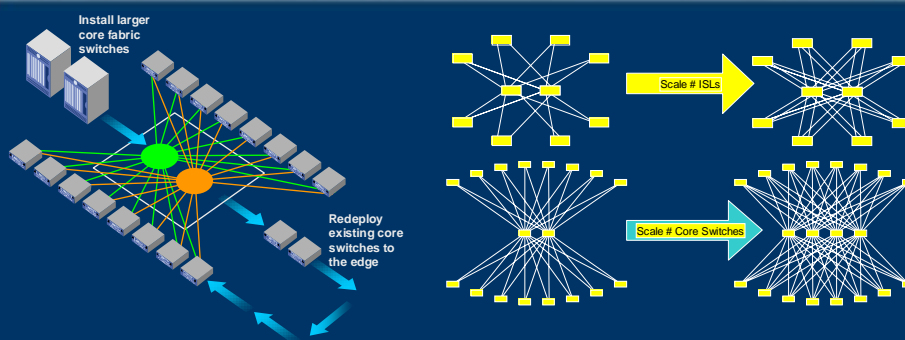 Install larger
core fabric
switches
Redeploy
existing core
switches to
the edge
Scale # ISLs
Scale # Core Switches